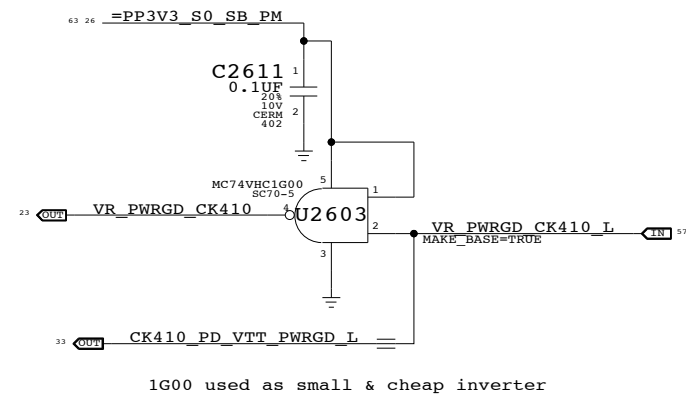 63 26 =PP3V3_S0_SB_PM
C2611 1
0.1UF
20%
10V 2
CERM
402
MC74VHC1G00 5
SC70-5 1
23 OUT VR_PWRGD_CK410 4 U2603
2 VR_PWRGD_CK410_L IN 57
MAKE_BASE=TRUE
3
33 OUT CK410_PD_VTT_PWRGD_L
1G00 used as small & cheap inverter